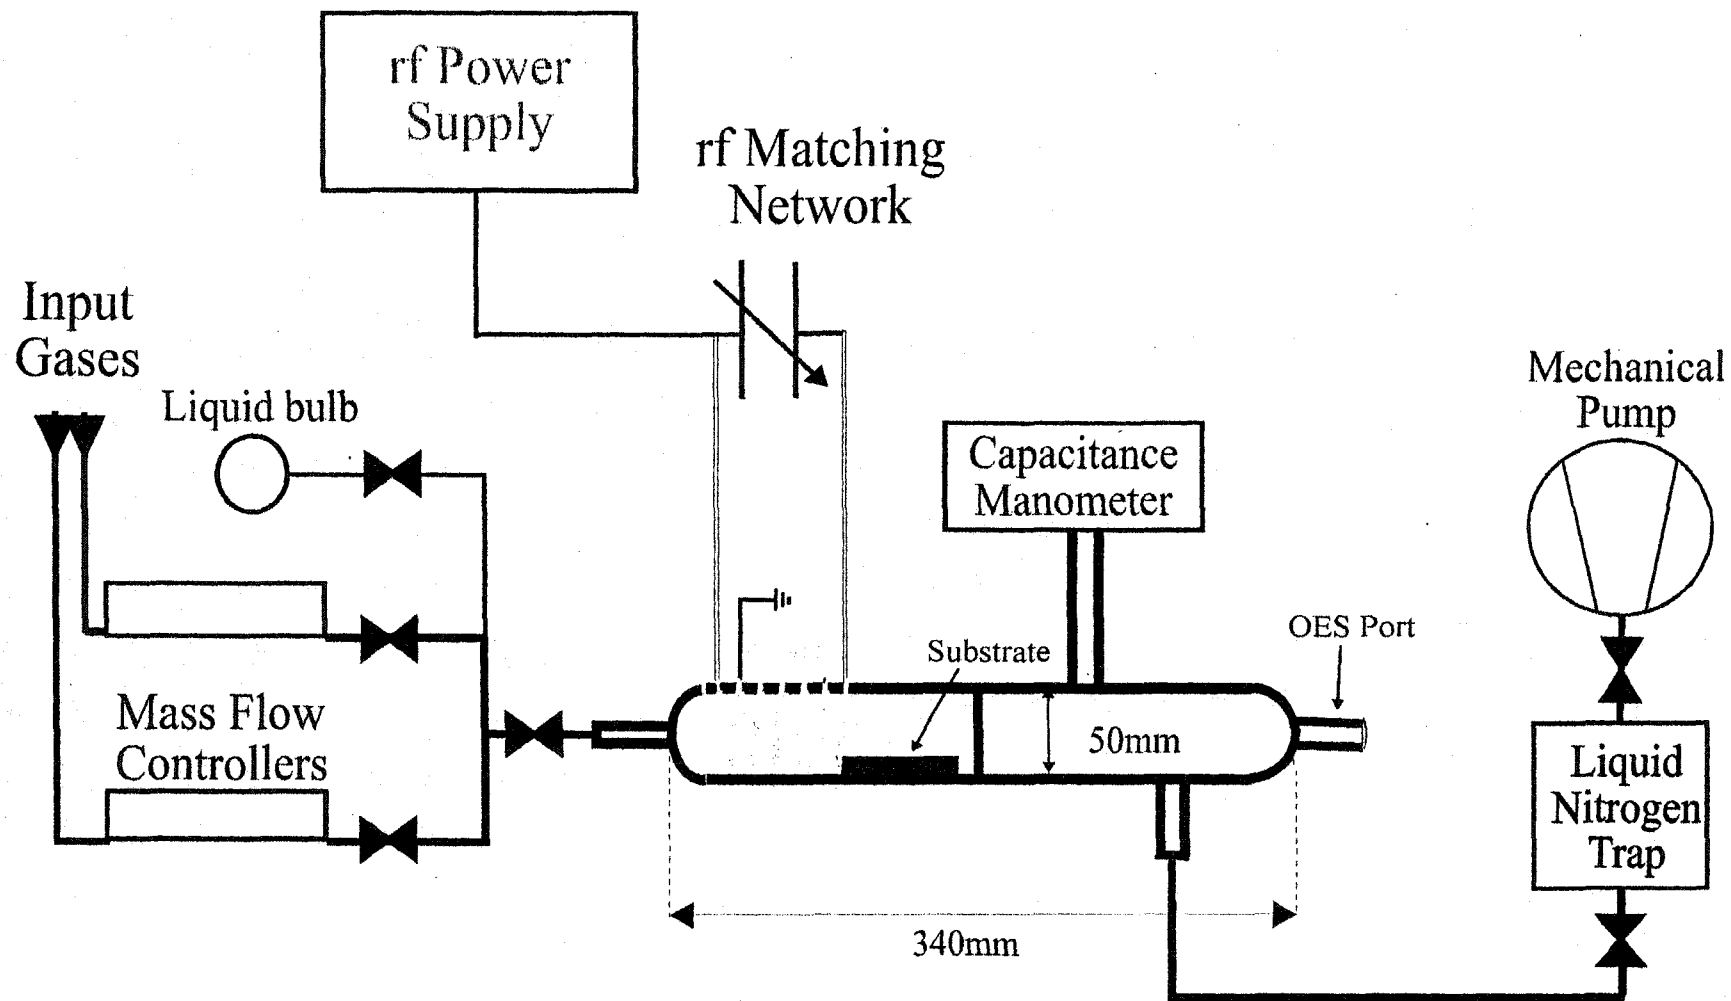 rf Power
Supply
rf Matching
Network
Input
Gases
Liquid bulb
Mechanical
Pump
Capacitance
Manometer
OES Port
Substrate
Mass Flow
Controllers
50mm
Liquid
Nitrogen
Trap
340mm